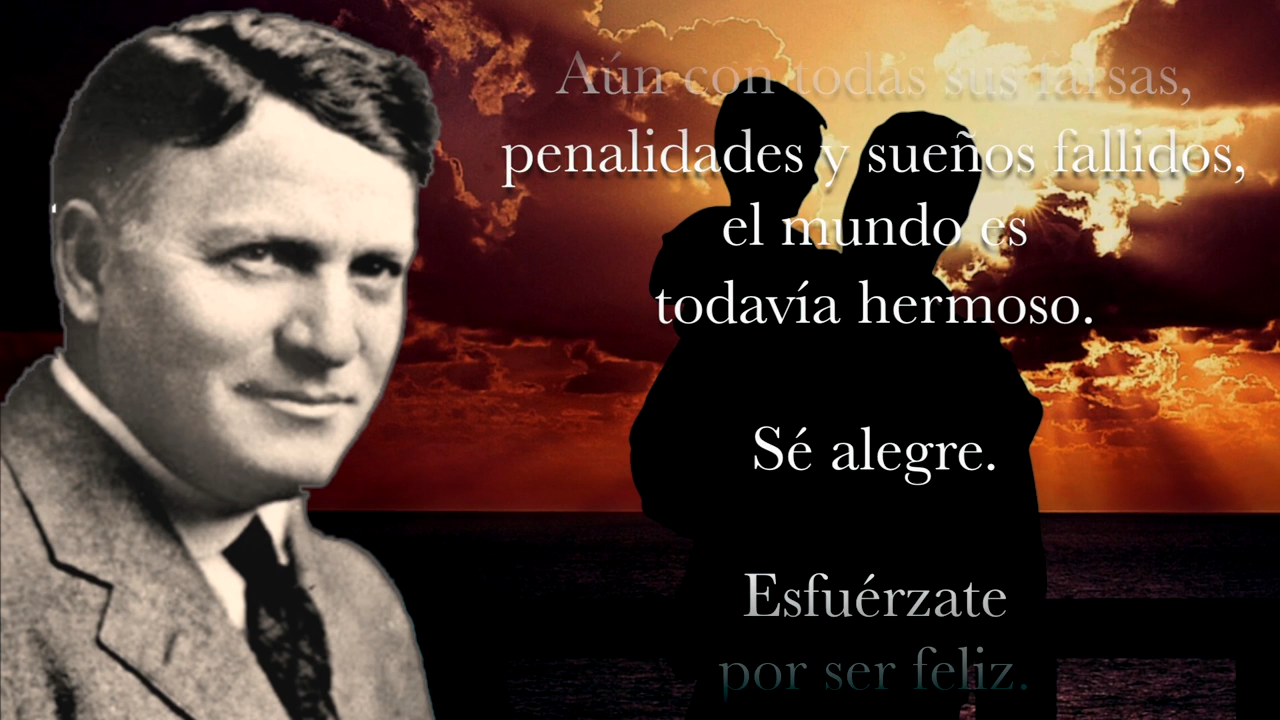 Aún con todas sus farsas,
penalidades y sueños fallidos,
el mundo es
todavía hermoso.
Sé alegre.
Esfuérzate
por ser feliz.